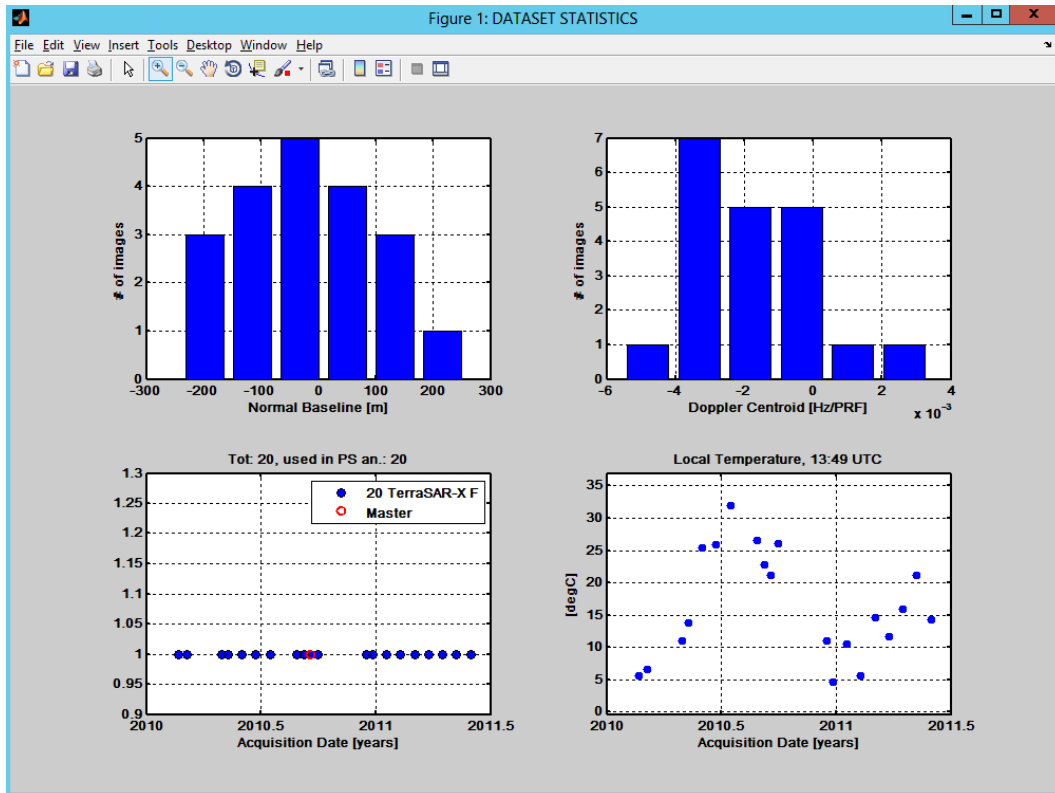 Figure 1: DATASET STATISTICS
File Edit View Insert Tools Desktop Window Help
5
4
3
2
1
0
# of images
-300 -200 -100 0 100 200 300
Normal Baseline [m]
7
6
5
4
3
2
1
0
# of images
-6 -4 -2 0 2 4
Doppler Centroid [Hz/PRF]
x 10⁻³
Tot: 20, used in PS an.: 20
1.3
1.25
1.2
1.15
1.1
1.05
1
0.95
0.9
20 TerraSAR-X F
Master
2010 2010.5 2011 2011.5
Acquisition Date [years]
Local Temperature, 13:49 UTC
35
30
25
20
15
10
5
0
[degC]
2010 2010.5 2011 2011.5
Acquisition Date [years]